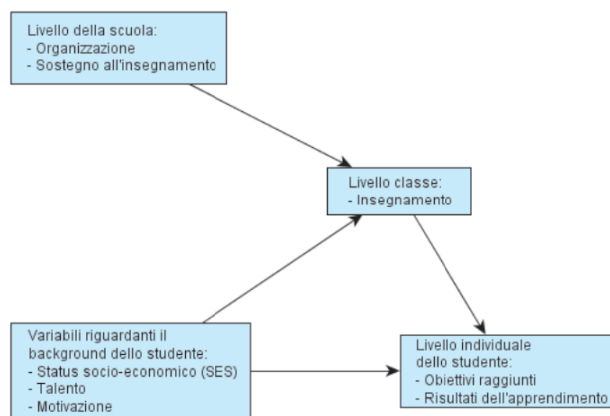 Livello della scuola:
- Organizzazione
- Sostegno all'insegnamento
Livello classe:
- Insegnamento
Variabili riguardanti il
background dello studente:
- Status socio-economico (SES)
- Talento
- Motivazione
Livello individuale
dello studente:
- Obiettivi raggiunti
- Risultati dell'apprendimento